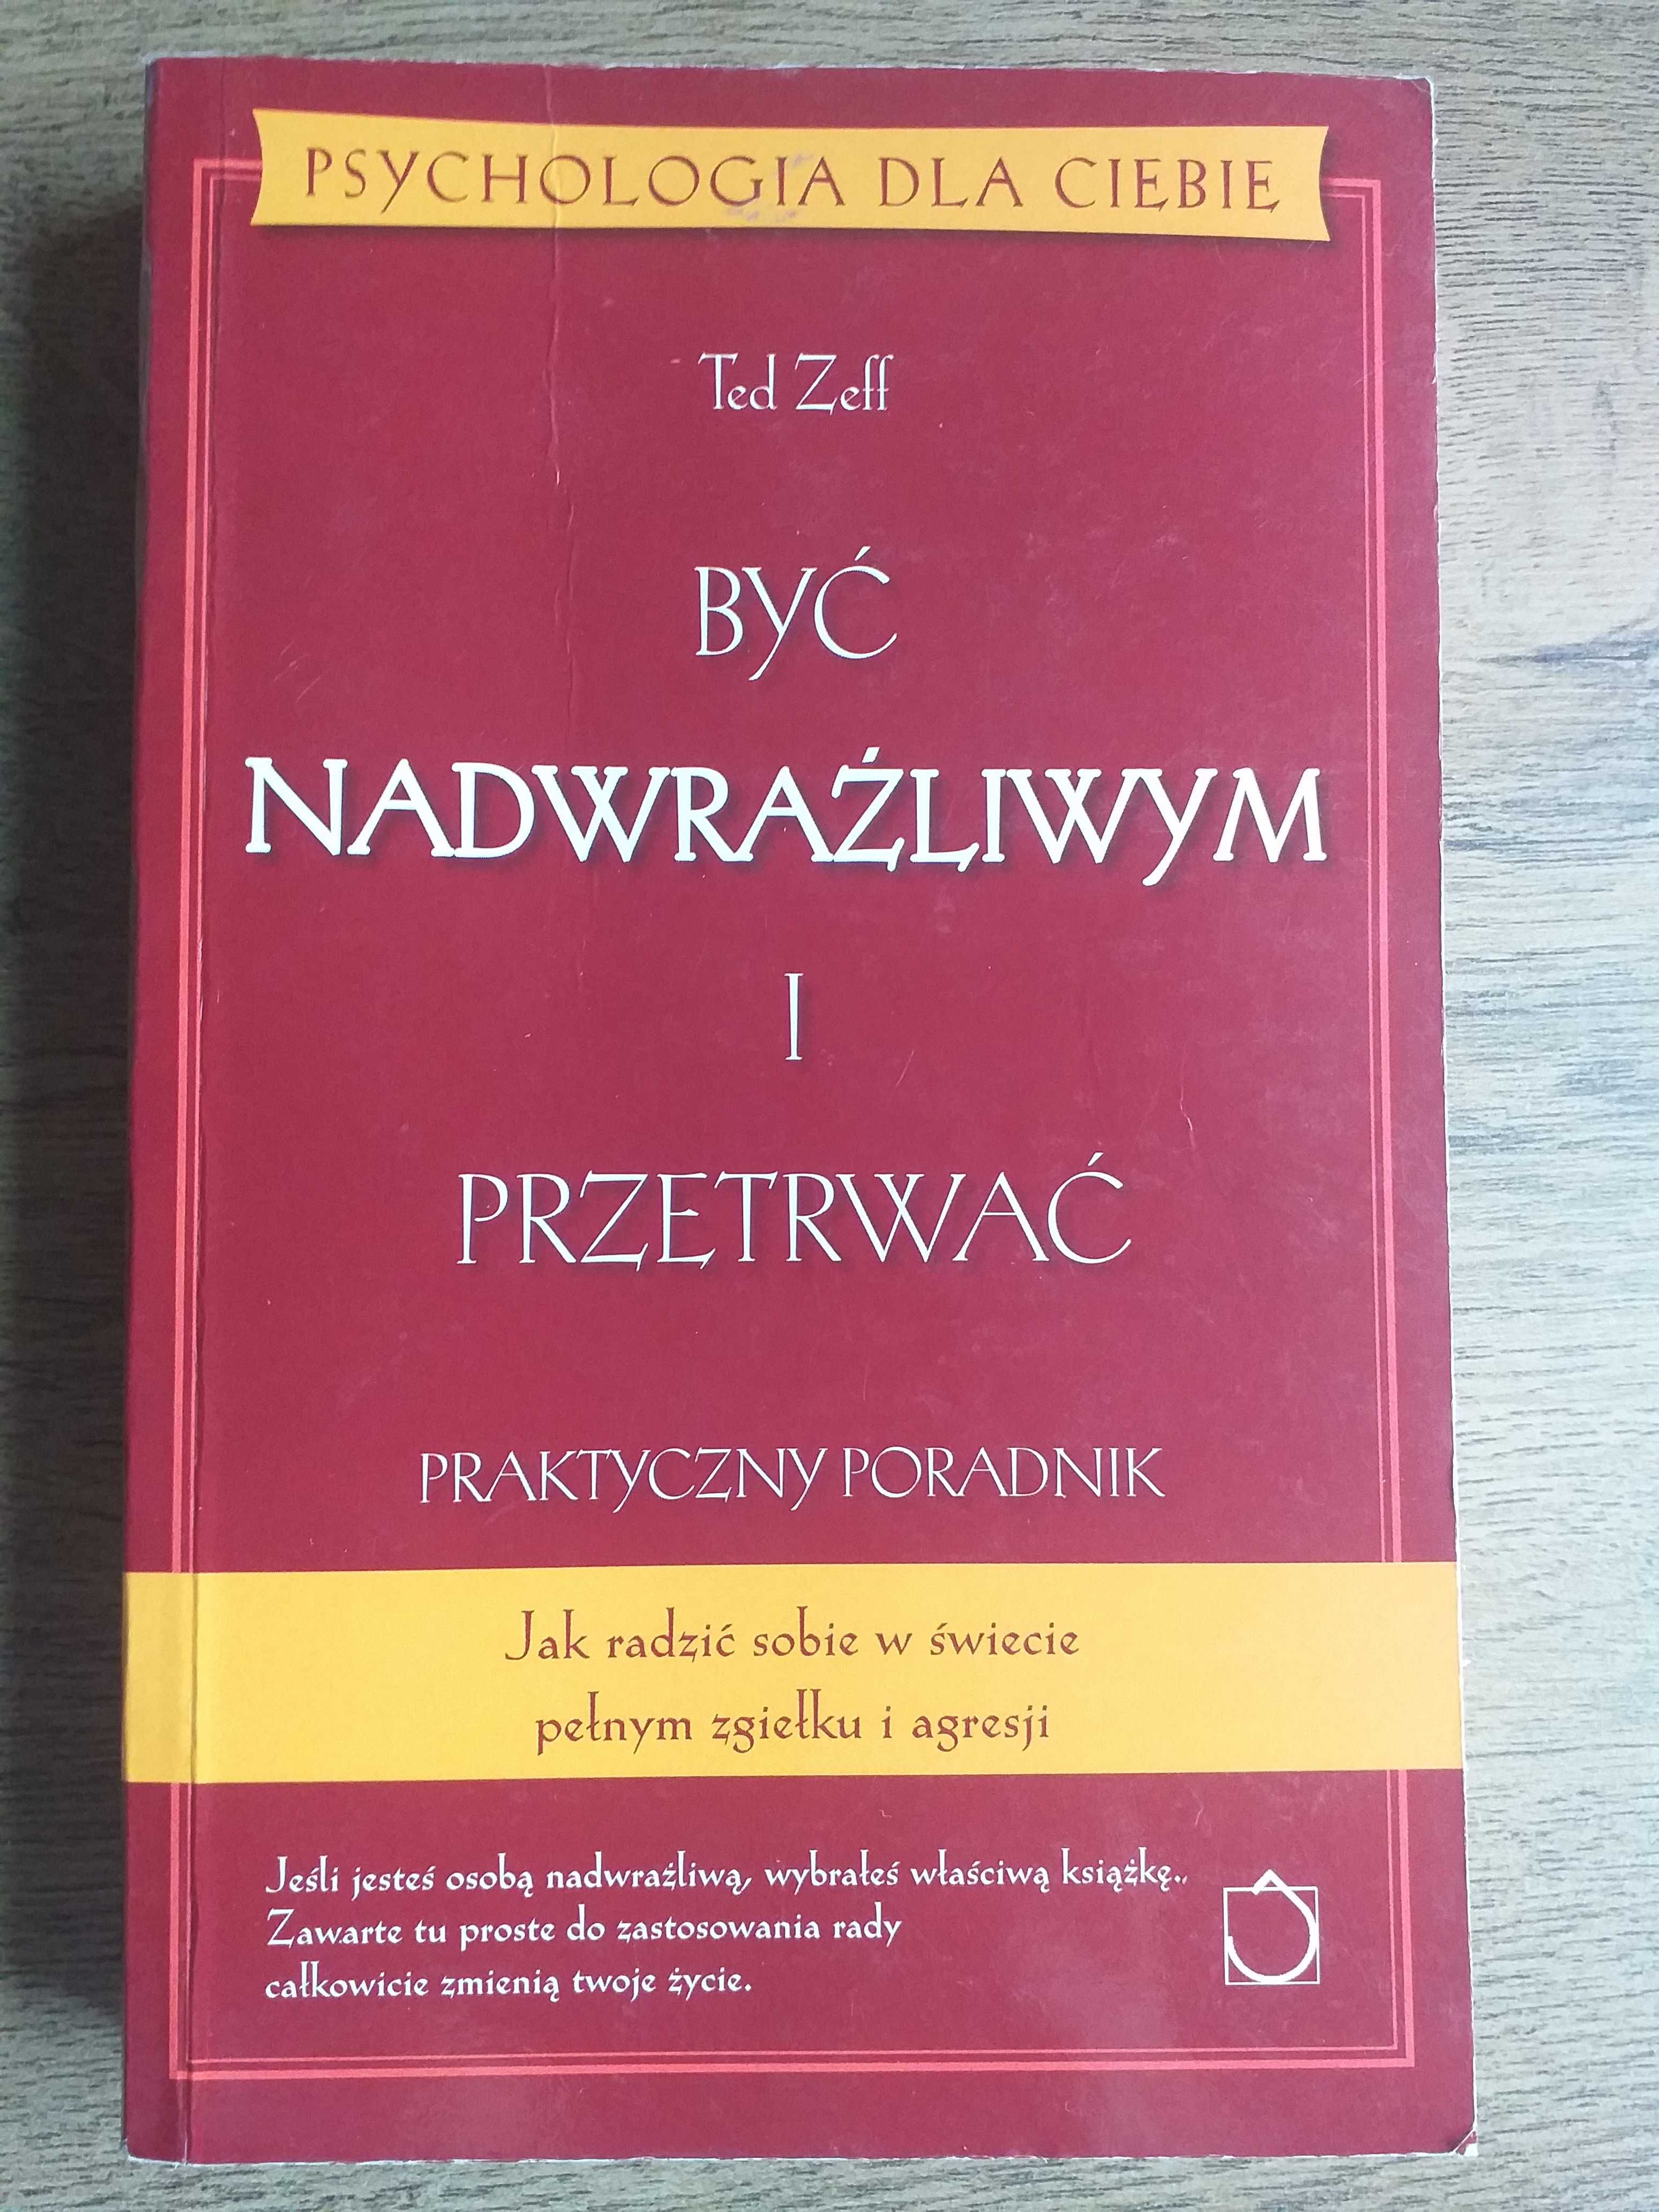 PSYCHOLOGIA DLA CIEBIE
Ted Zeff
BYĆ
NADWRAŻLIWYM
I
PRZETRWAĆ
PRAKTYCZNY PORADNIK
Jak radzić sobie w świecie
pełnym zgiełku i agresji
Jeśli jesteś osobą nadwrażliwą, wybrałeś właściwą książkę..
Zawarte tu proste do zastosowania rady
całkowicie zmienią twoje życie.